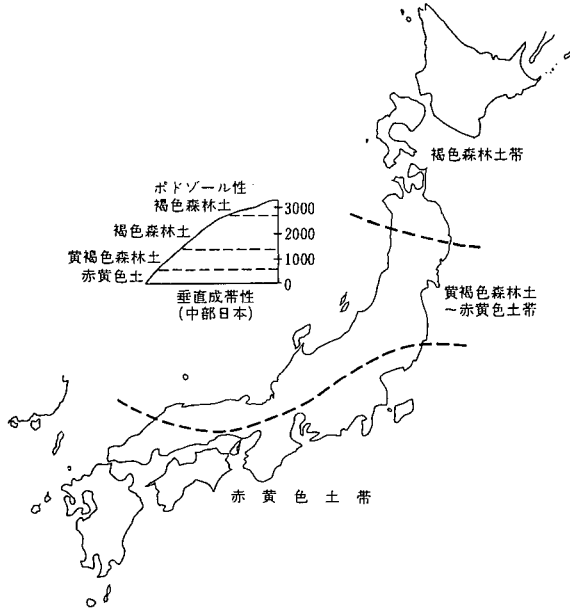 褐色森林土帯
ポドゾール性
褐色森林土
褐色森林土
黄褐色森林土
赤黄色土
3000
2000
1000
0
垂直成帯性
(中部日本)
黄褐色森林土
～赤黄色土帯
赤黄色土帯